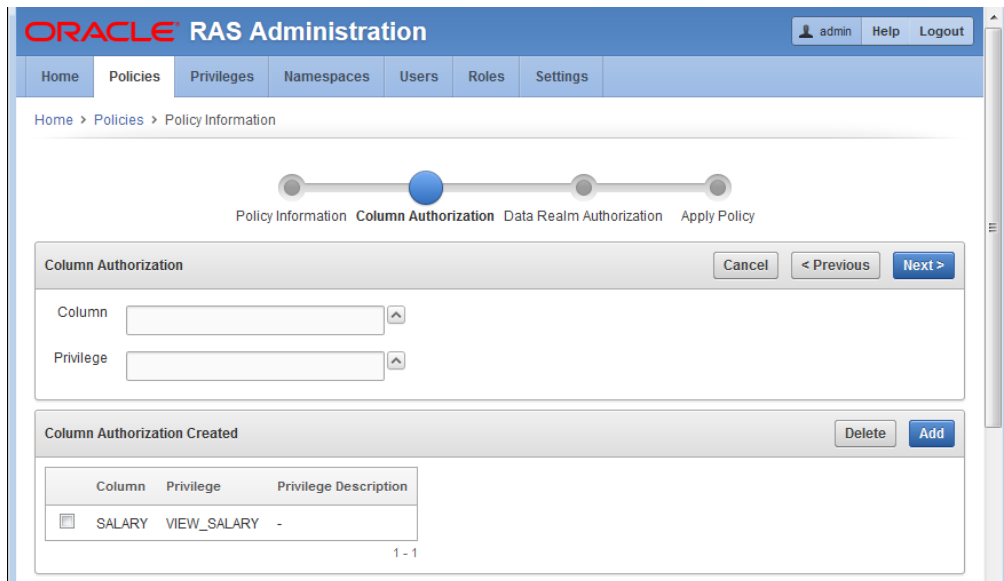 ORACLE RAS Administration
admin Help Logout
Home Policies Privileges Namespaces Users Roles Settings
Home > Policies > Policy Information
Policy Information Column Authorization Data Realm Authorization Apply Policy
Column Authorization
Cancel < Previous Next >
Column
Privilege
Column Authorization Created
Delete Add
Column Privilege Privilege Description
SALARY VIEW_SALARY -
1 - 1